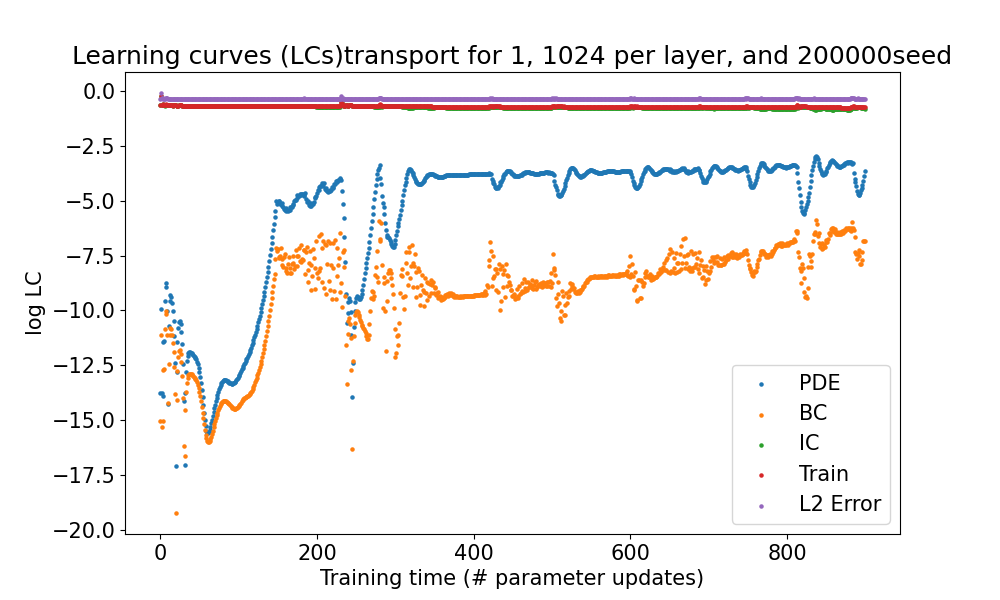 Learning curves (LCs)transport for 1, 1024 per layer, and 200000seed
0.0
−2.5
−5.0
−7.5
−10.0
−12.5
−15.0
−17.5
−20.0
log LC
0 200 400 600 800
Training time (# parameter updates)
PDE
BC
IC
Train
L2 Error